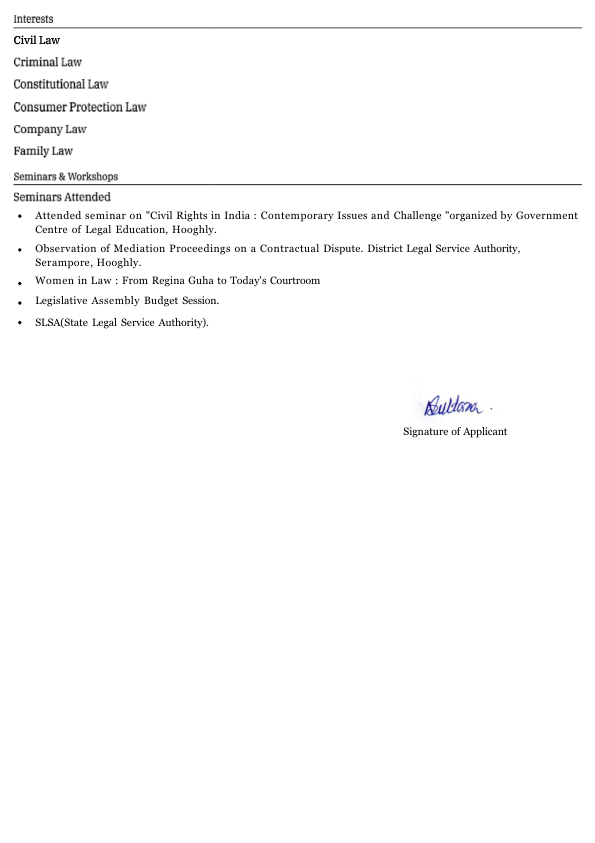 Interests
Civil Law
Criminal Law
Constitutional Law
Consumer Protection Law
Company Law
Family Law
Seminars & Workshops
Seminars Attended
• Attended seminar on "Civil Rights in India : Contemporary Issues and Challenge "organized by Government
Centre of Legal Education, Hooghly.
• Observation of Mediation Proceedings on a Contractual Dispute. District Legal Service Authority,
Serampore, Hooghly.
• Women in Law : From Regina Guha to Today's Courtroom
• Legislative Assembly Budget Session.
• SLSA(State Legal Service Authority).
Signature of Applicant